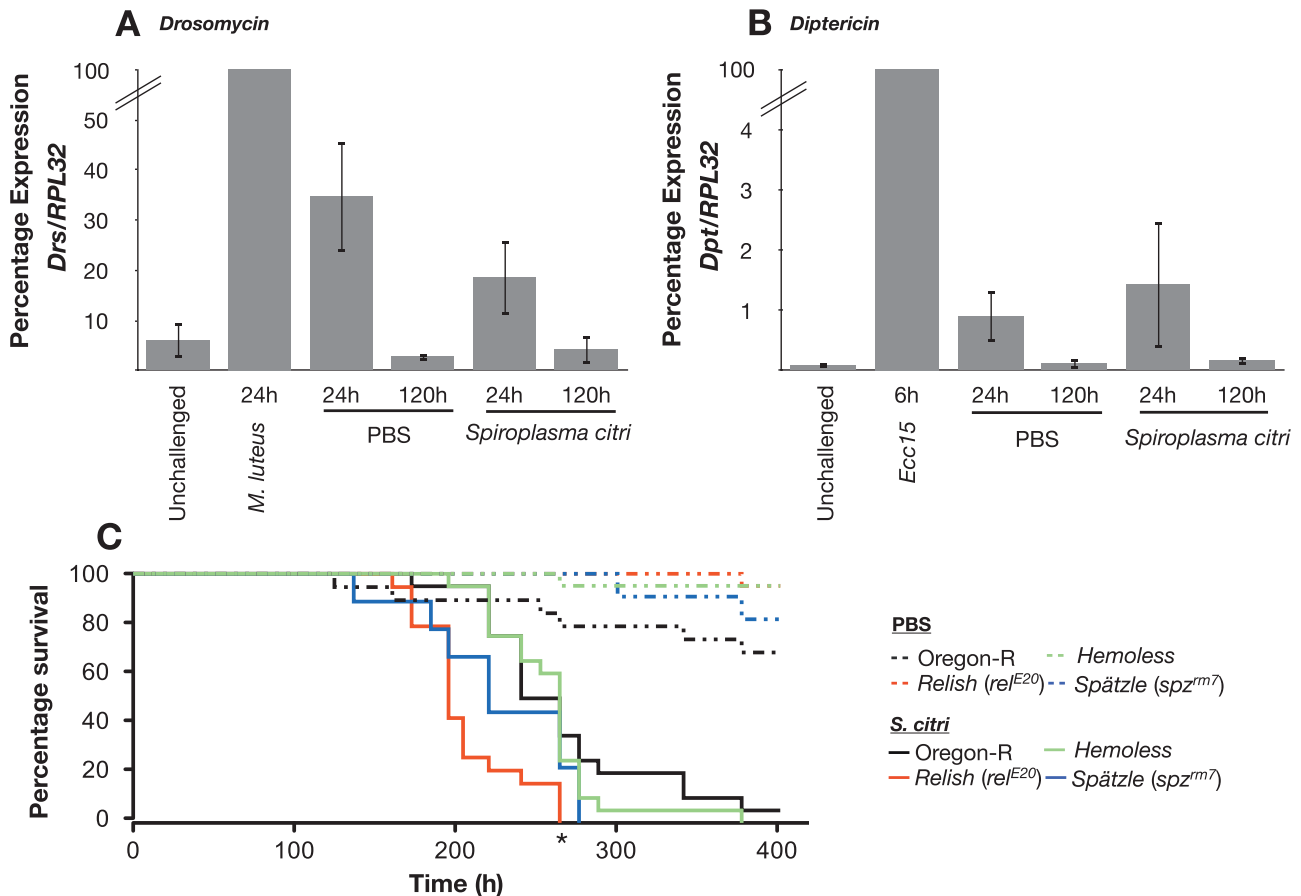 A Drosomycin
Percentage Expression
Drs/RPL32
100
50
40
30
20
10
24h 24h 120h 24h 120h
Unchallenged
M. luteus
PBS
Spiroplasma citri
B Diptericin
Percentage Expression
Dpt/RPL32
100
4
3
2
1
6h 24h 120h 24h 120h
Unchallenged
Ecc15
PBS
Spiroplasma citri
C
Percentage survival
100
80
60
40
20
0
0 100 200 300 400
*
Time (h)
PBS
Oregon-R Hemoless
Relish (relE20) Spätzle (spzrm7)
S. citri
Oregon-R Hemoless
Relish (relE20) Spätzle (spzrm7)